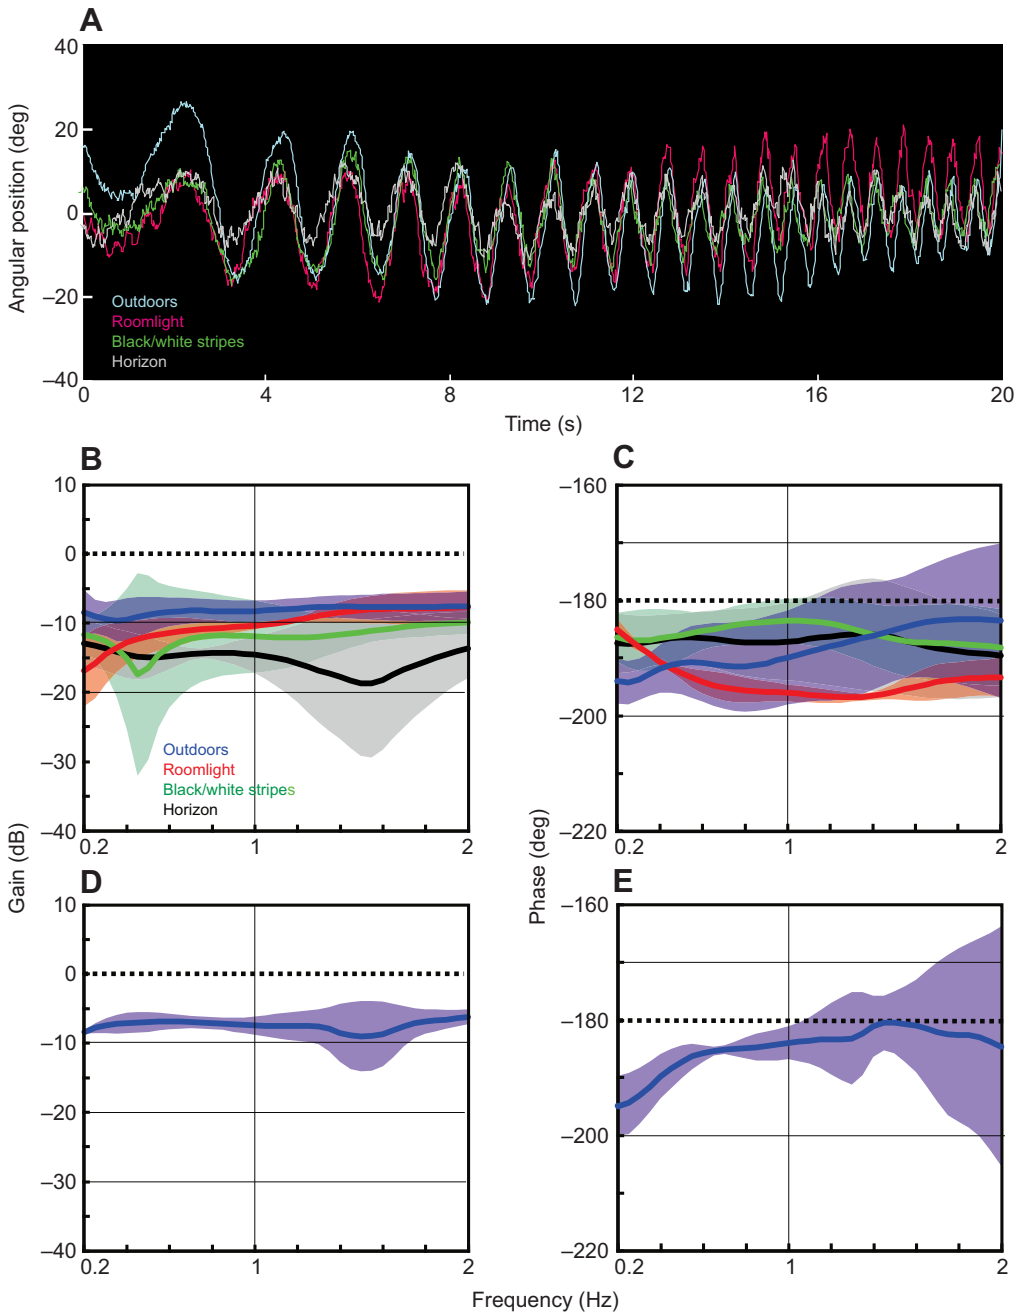 A
Angular position (deg)
40
20
0
–20
–40
Outdoors
Roomlight
Black/white stripes
Horizon
0 4 8 12 16 20
Time (s)
B
Gain (dB)
10
0
–10
–20
–30
–40
Outdoors
Roomlight
Black/white stripes
Horizon
0.2 1 2
C
Phase (deg)
–160
–180
–200
–220
0.2 1 2
D
10
0
–10
–20
–30
–40
0.2 1 2
E
–160
–180
–200
–220
0.2 1 2
Frequency (Hz)